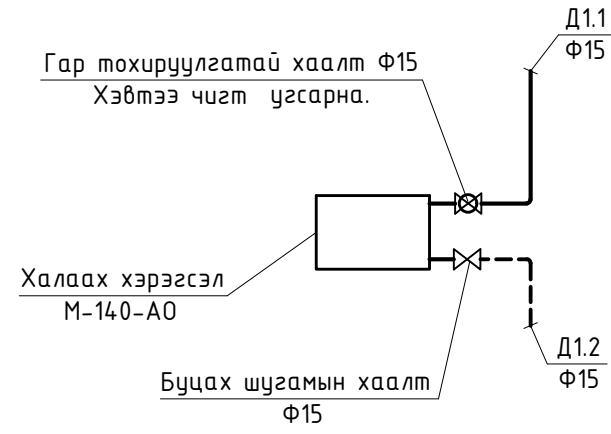 Д1.1
Ф15
Гар тохируулгатай хаалт Ф15
Хэвтээ чигт угсарна.
Халаах хэрэгсэл
М-140-АО
Д1.2
Ф15
Буцах шугамын хаалт
Ф15